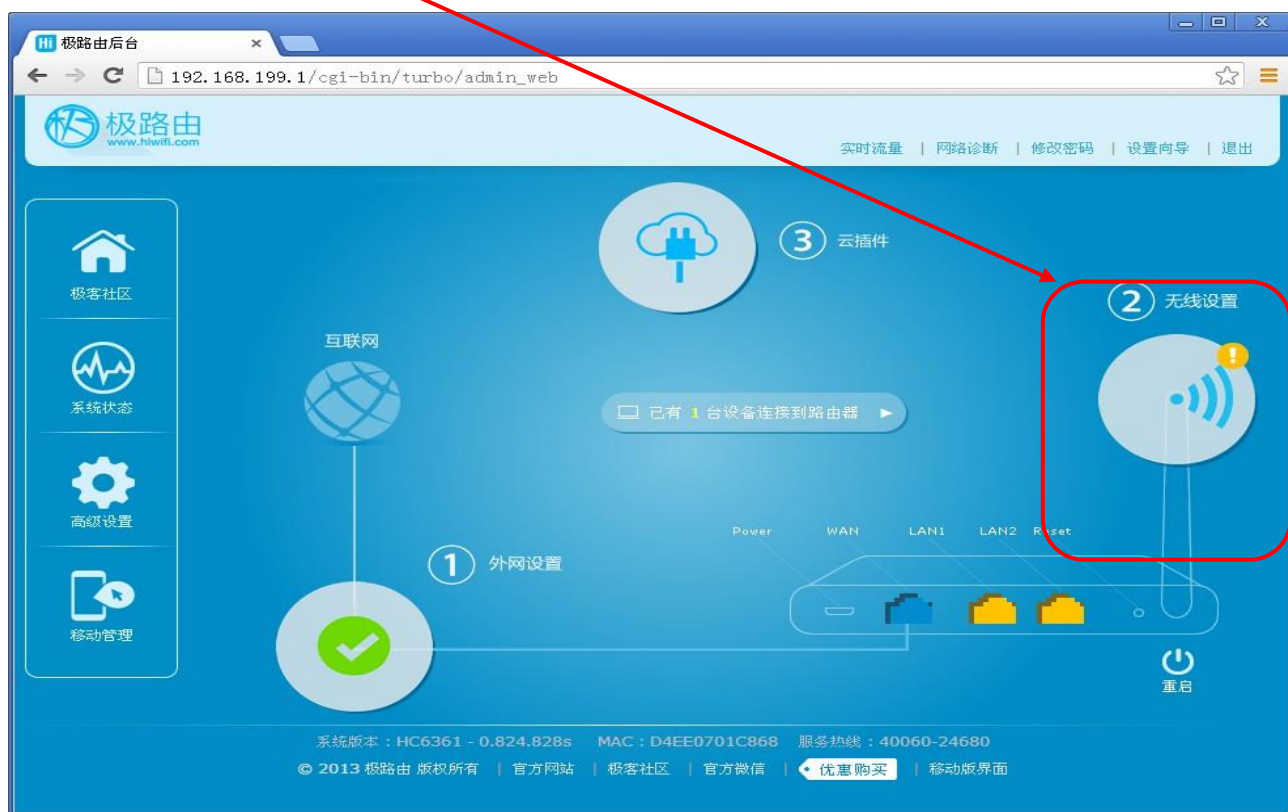 Hi 极路由后台
192.168.199.1/cgi-bin/turbo/admin_web
极路由
www.hiwifi.com
实时流量 | 网络诊断 | 修改密码 | 设置向导 | 退出
3 云插件
极客社区
2 无线设置
互联网
系统状态
已有 1 台设备连接到路由器
高级设置
Power WAN LAN1 LAN2 Reset
1 外网设置
移动管理
重启
系统版本：HC6361 - 0.824.828s MAC：D4EE0701C868 服务热线：40060-24680
© 2013 极路由 版权所有 | 官方网站 | 极客社区 | 官方微信 | 优惠购买 | 移动版界面